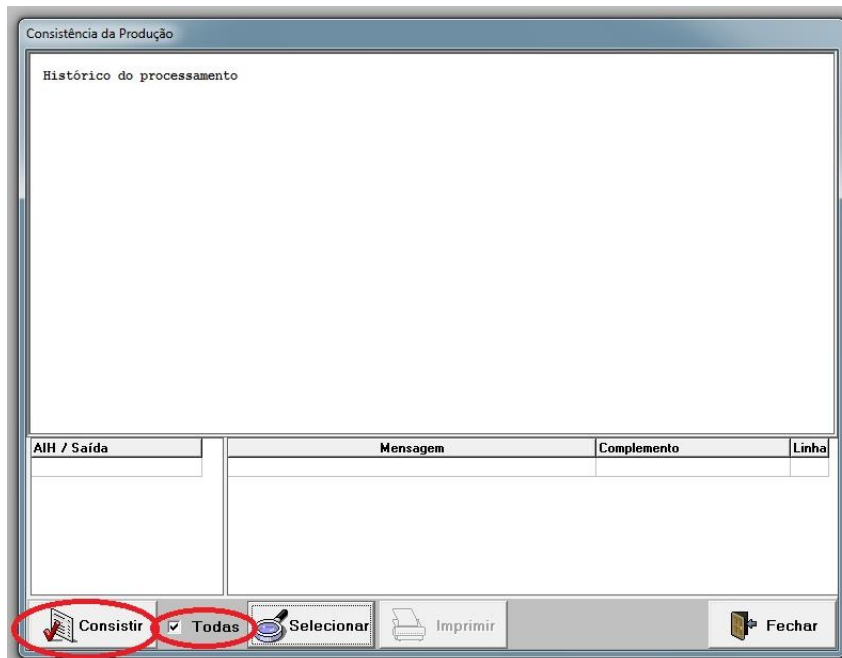 Consistência da Produção
Histórico do processamento
AIH / Saída Mensagem Complemento Linha
Consistir Todas Selecionar Imprimir Fechar